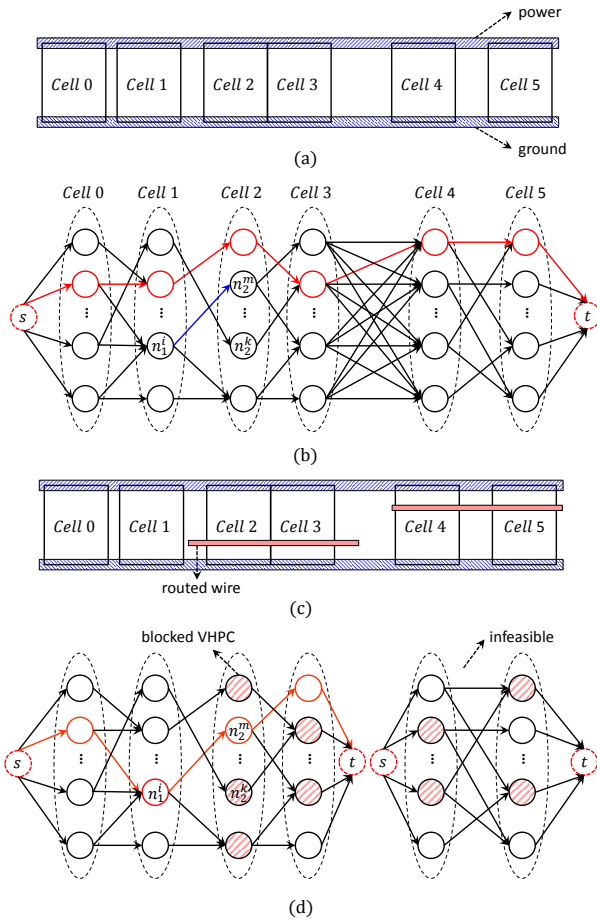 power
Cell 0 Cell 1 Cell 2 Cell 3 Cell 4 Cell 5
ground
(a)
Cell 0 Cell 1 Cell 2 Cell 3 Cell 4 Cell 5
n_2^m
s ⋮ ⋮ ⋮ ⋮ ⋮ ⋮ t
n_1^i n_2^k
(b)
Cell 0 Cell 1 Cell 2 Cell 3 Cell 4 Cell 5
routed wire
(c)
blocked VHPC infeasible
n_2^m
s ⋮ ⋮ ⋮ ⋮ t s ⋮ ⋮ t
n_1^i n_2^k
(d)